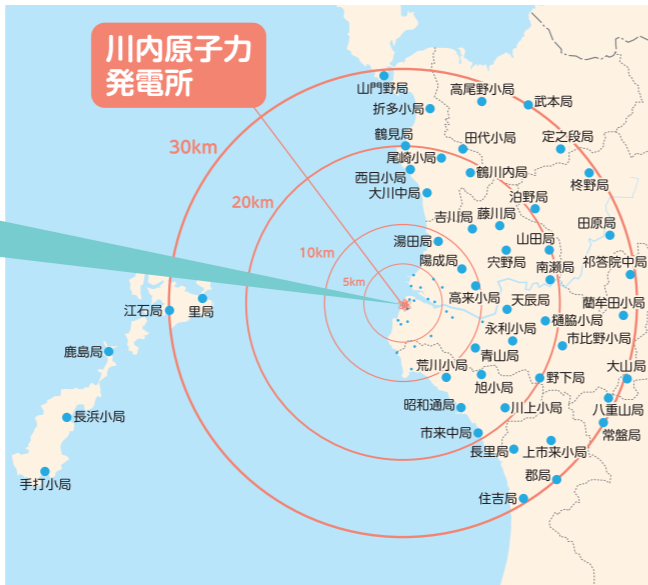 川内原子力
発電所
30km
20km
10km
5km
山門野局
高尾野小局
武本局
折多小局
鶴見局
田代小局
定之段局
尾崎小局
西目小局
鶴川内局
柊野局
大川中局
泊野局
吉川局
藤川局
田原局
湯田局
山田局
陽成局
宍野局
南瀬局
祁答院中局
高来小局
天辰局
藺牟田小局
江石局
里局
永利小局
樋脇小局
市比野小局
鹿島局
青山局
荒川小局
旭小局
野下局
大山局
昭和通局
川上小局
八重山局
長浜小局
市来中局
常盤局
長里局
上市来小局
手打小局
郡局
住吉局